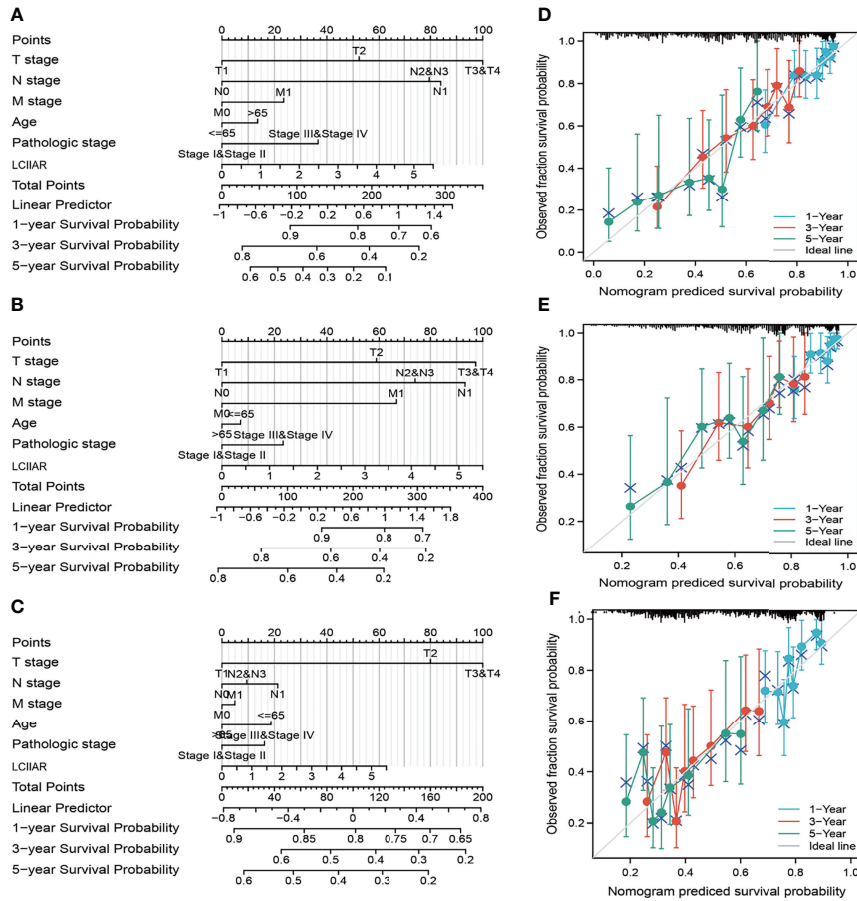 A
Points 0 20 40 60 80 100
T stage T2
T1 T3&T4
N stage N2&N3
N0 N1
M stage M1
M0
Age >65
<=65
Pathologic stage Stage III&Stage IV
Stage I&Stage II
LCIIAR 0 1 2 3 4 5
Total Points 0 100 200 300
Linear Predictor −1 −0.6 −0.2 0.2 0.6 1 1.4
1-year Survival Probability 0.9 0.8 0.7 0.6
3-year Survival Probability 0.8 0.6 0.4 0.2
5-year Survival Probability 0.6 0.5 0.4 0.3 0.2 0.1
B
Points 0 20 40 60 80 100
T stage T2
T1 T3&T4
N stage N2&N3
N0 N1
M stage M1
M0
Age <=65
>65
Pathologic stage Stage III&Stage IV
Stage I&Stage II
LCIIAR 0 1 2 3 4 5
Total Points 0 100 200 300 400
Linear Predictor −1 −0.6 −0.2 0.2 0.6 1 1.4 1.8
1-year Survival Probability 0.9 0.8 0.7
3-year Survival Probability 0.8 0.6 0.4 0.2
5-year Survival Probability 0.8 0.6 0.4 0.2
C
Points 0 20 40 60 80 100
T stage T2
T1 T3&T4
N stage N2&N3
N0 N1
M stage M1
M0
Age <=65
>65
Pathologic stage Stage III&Stage IV
Stage I&Stage II
LCIIAR 0 0.5 1 1.5 2 2.5 3 3.5 4 4.5 5
Total Points 0 40 80 120 160 200
Linear Predictor −0.8 −0.4 0 0.4 0.8
1-year Survival Probability 0.9 0.85 0.8 0.75 0.7 0.65
3-year Survival Probability 0.6 0.5 0.4 0.3 0.2
5-year Survival Probability 0.6 0.5 0.4 0.3 0.2
D
Observed fraction survival probability
1.0
0.8
0.6
0.4
0.2
0.0
1−Year
3−Year
5−Year
Ideal line
0.0 0.2 0.4 0.6 0.8 1.0
Nomogram prediced survival probability
E
Observed fraction survival probability
1.0
0.8
0.6
0.4
0.2
1−Year
3−Year
5−Year
Ideal line
0.2 0.4 0.6 0.8 1.0
Nomogram prediced survival probability
F
Observed fraction survival probability
1.0
0.8
0.6
0.4
0.2
1−Year
3−Year
5−Year
Ideal line
0.2 0.4 0.6 0.8 1.0
Nomogram prediced survival probability